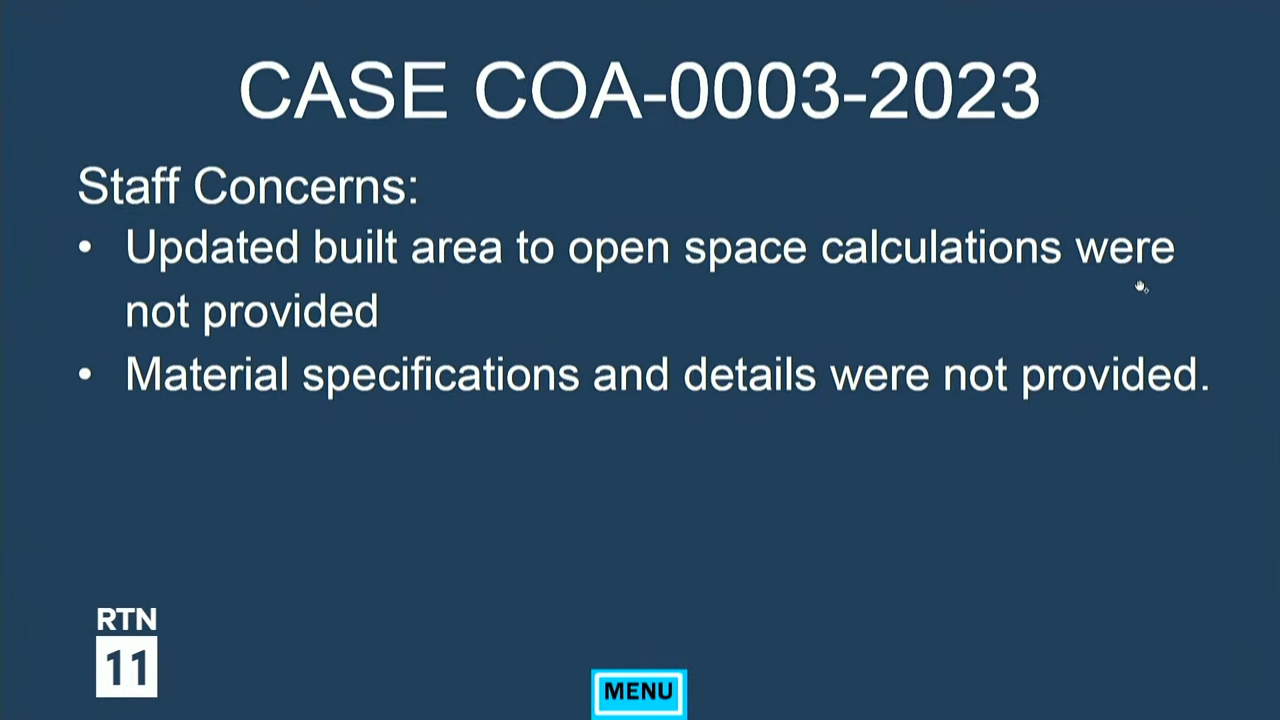 CASE COA-0003-2023
Staff Concerns:
• Updated built area to open space calculations were
not provided
• Material specifications and details were not provided.
RTN
11
MENU